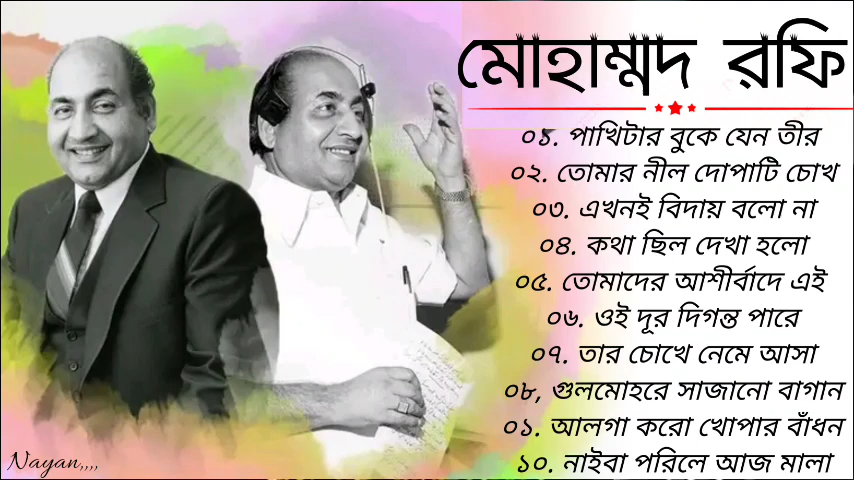 মোহাম্মদ রফি
০১. পাখিটার বুকে যেন তীর
০২. তোমার নীল দোপাটি চোখ
০৩. এখনই বিদায় বলো না
০৪. কথা ছিল দেখা হলো
০৫. তোমাদের আশীর্বাদে এই
০৬. ওই দূর দিগন্ত পারে
০৭. তার চোখে নেমে আসা
০৮, গুলমোহরে সাজানো বাগান
০১. আলগা করো খোপার বাঁধন
১০. নাইবা পরিলে আজ মালা
Nayan,,,,